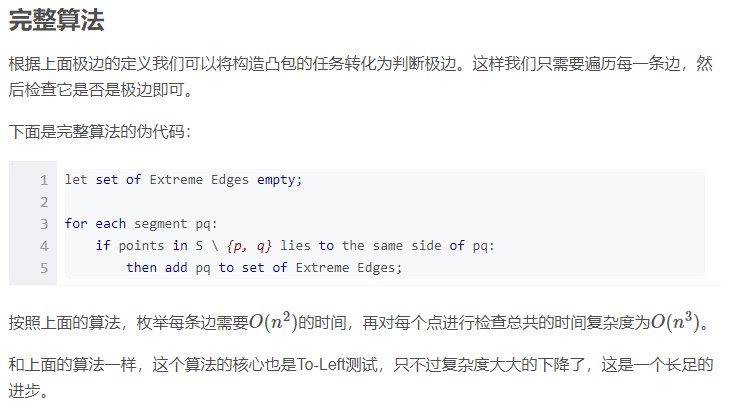 完整算法
根据上面极边的定义我们可以将构造凸包的任务转化为判断极边。这样我们只需要遍历每一条边，然
后检查它是否是极边即可。
下面是完整算法的伪代码：
1 let set of Extreme Edges empty;
2
3 for each segment pq:
4     if points in S \ {p, q} lies to the same side of pq:
5         then add pq to set of Extreme Edges;
按照上面的算法，枚举每条边需要O(n²)的时间，再对每个点进行检查总共的时间复杂度为O(n³)。
和上面的算法一样，这个算法的核心也是To-Left测试，只不过复杂度大大的下降了，这是一个长足的
进步。